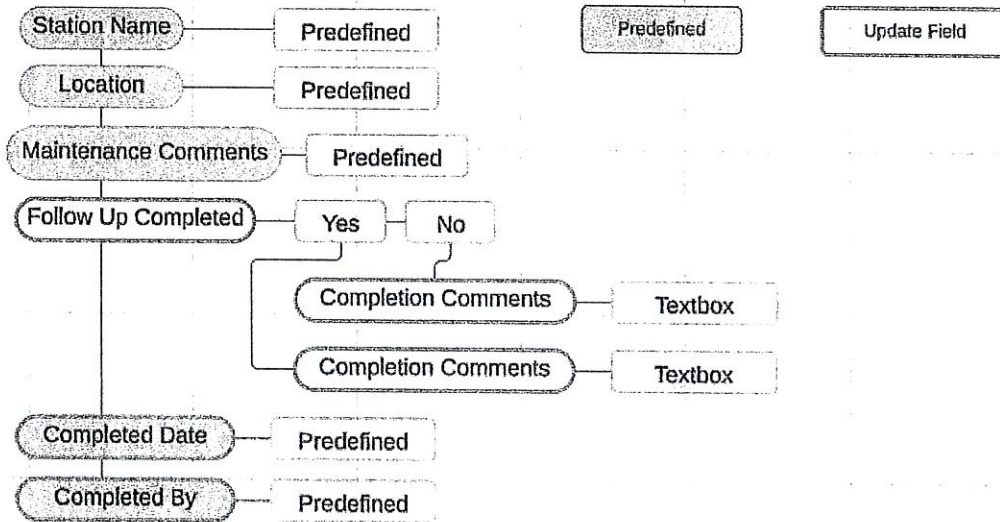 Station Name
Predefined
Predefined
Update Field
Location
Predefined
Maintenance Comments
Predefined
Follow Up Completed
Yes
No
Completion Comments
Textbox
Completion Comments
Textbox
Completed Date
Predefined
Completed By
Predefined